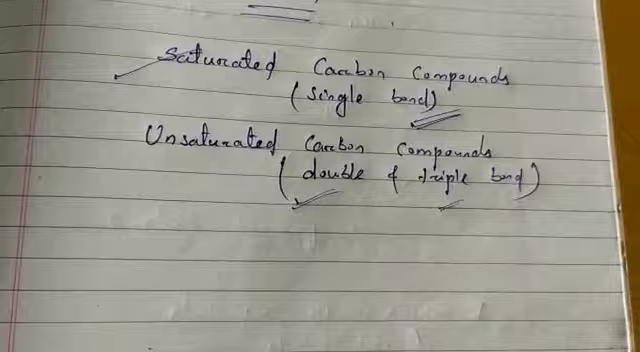 Saturated Carbon Compounds
(single bond)
Unsaturated Carbon Compounds
(double & triple bond)